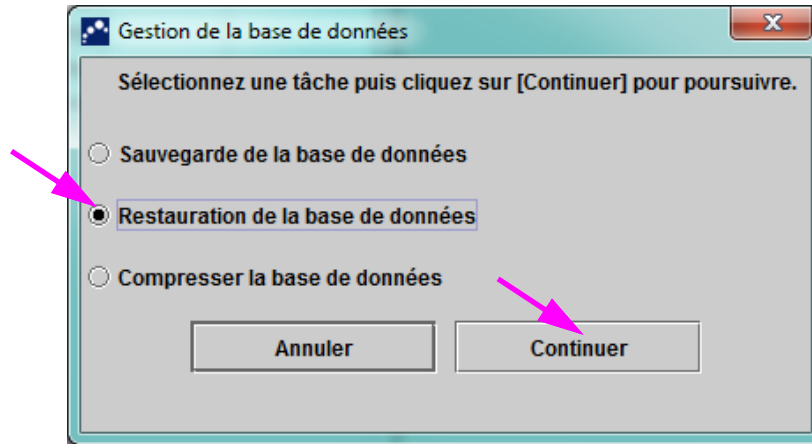 Gestion de la base de données
Sélectionnez une tâche puis cliquez sur [Continuer] pour poursuivre.
Sauvegarde de la base de données
Restauration de la base de données
Compresser la base de données
Annuler Continuer